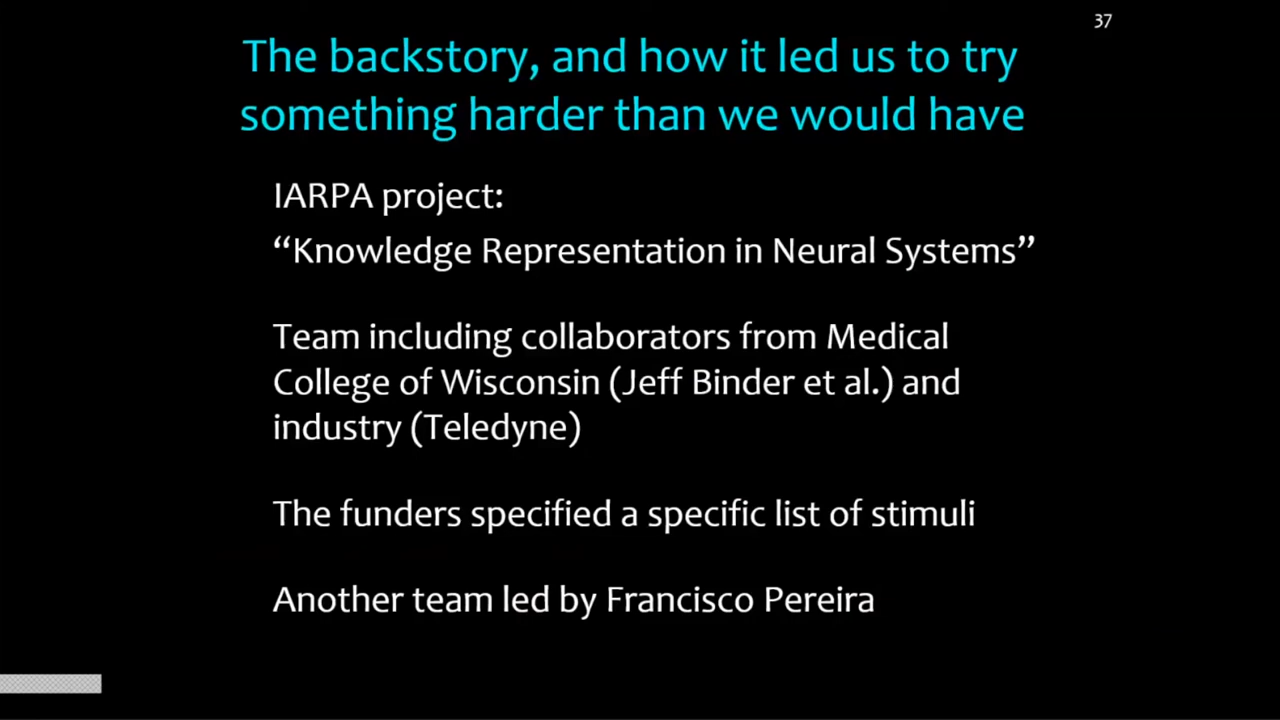 37
The backstory, and how it led us to try
something harder than we would have
IARPA project:
“Knowledge Representation in Neural Systems”
Team including collaborators from Medical
College of Wisconsin (Jeff Binder et al.) and
industry (Teledyne)
The funders specified a specific list of stimuli
Another team led by Francisco Pereira